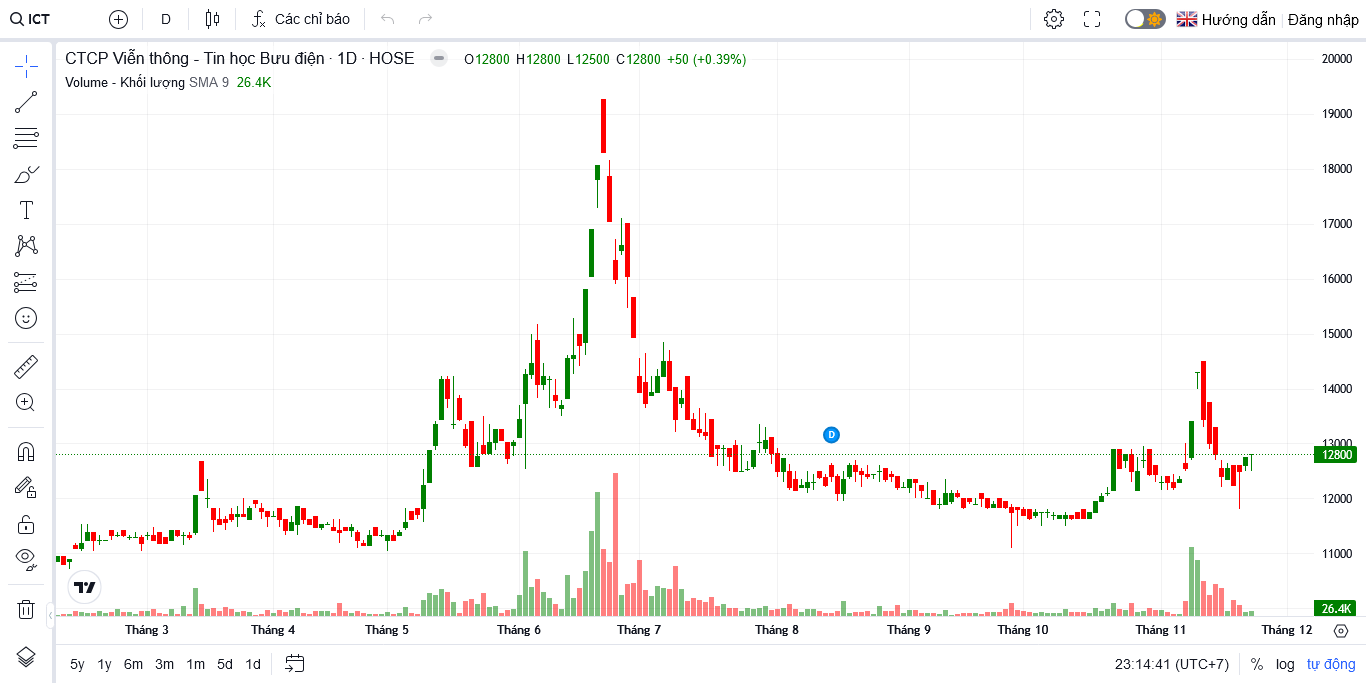 ICT D Các chỉ báo Hướng dẫn Đăng nhập
CTCP Viễn thông - Tin học Bưu điện · 1D · HOSE O12800 H12800 L12500 C12800 +50 (+0.39%)
Volume - Khối lượng SMA 9 26.4K
20000
19000
18000
17000
16000
15000
14000
13000
12800
12000
11000
26.4K
D
Tháng 3 Tháng 4 Tháng 5 Tháng 6 Tháng 7 Tháng 8 Tháng 9 Tháng 10 Tháng 11 Tháng 12
5y 1y 6m 3m 1m 5d 1d 23:14:41 (UTC+7) % log tự động